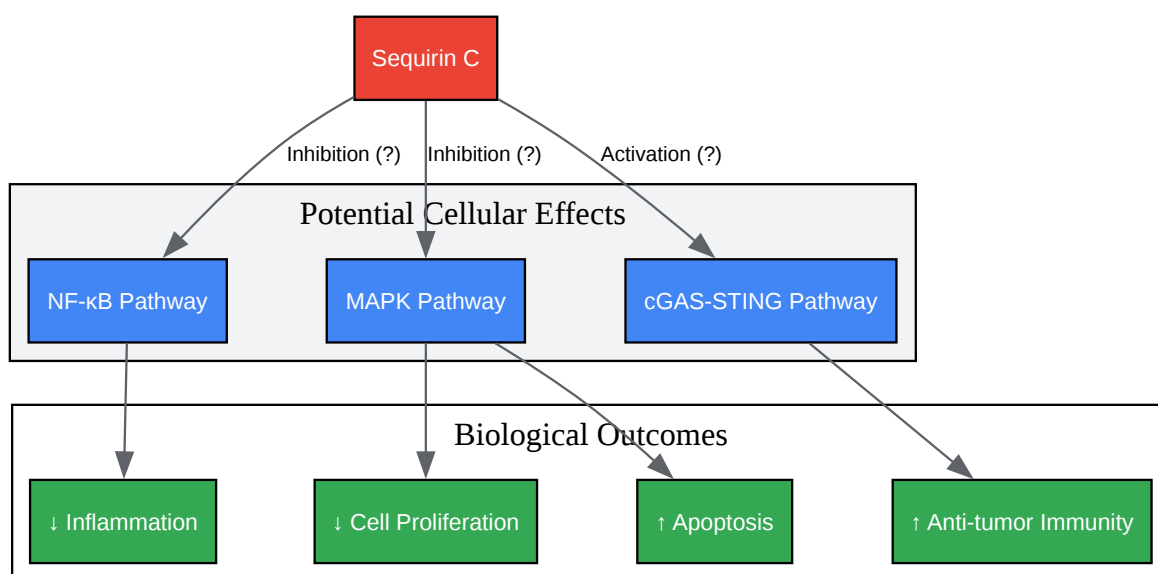 Sequirin C
Inhibition (?)
Inhibition (?)
Activation (?)
Potential Cellular Effects
NF-κB Pathway
MAPK Pathway
cGAS-STING Pathway
Biological Outcomes
↓ Inflammation
↓ Cell Proliferation
↑ Apoptosis
↑ Anti-tumor Immunity